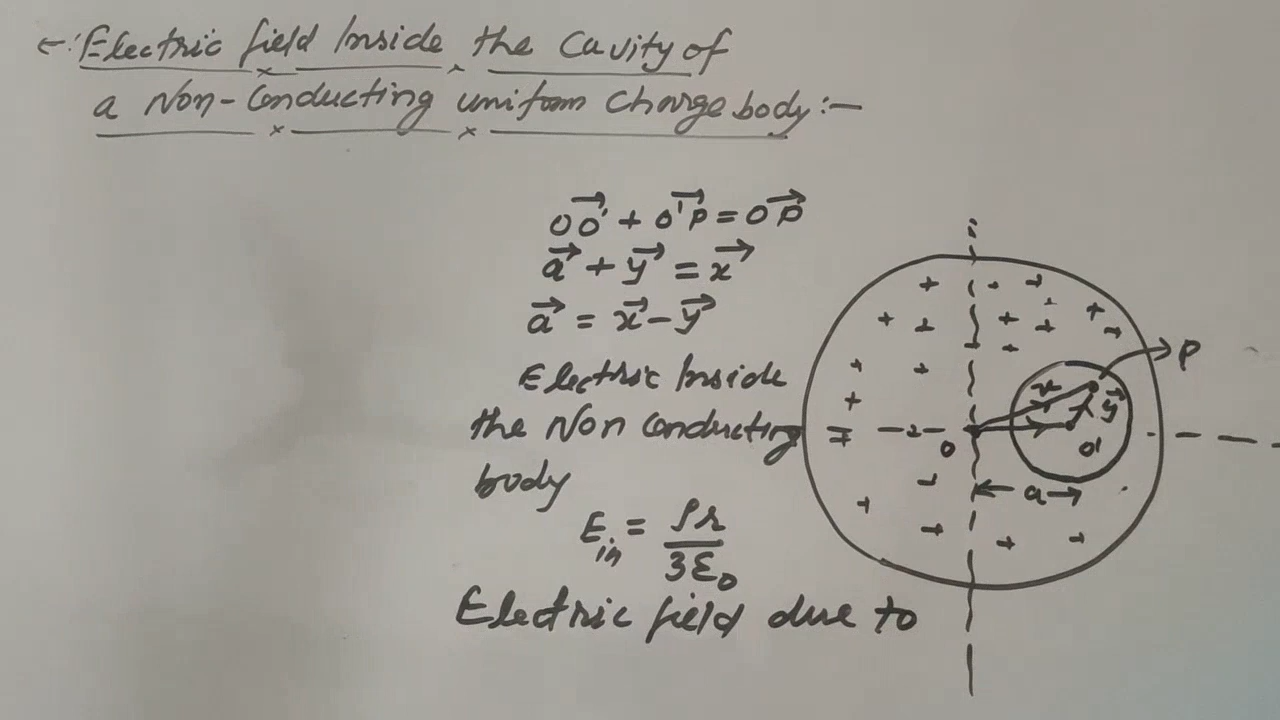 ←: Electric field Inside the Cavity of
a Non-Conducting uniform Charge body:-
OO⃗' + O'P⃗ = OP⃗
a⃗ + y⃗ = x⃗
a⃗ = x⃗ - y⃗
Electric Inside
the Non Conducting
body
E_in = ρr / 3ε₀
Electric field due to
P
x
y⃗
O
O'
a